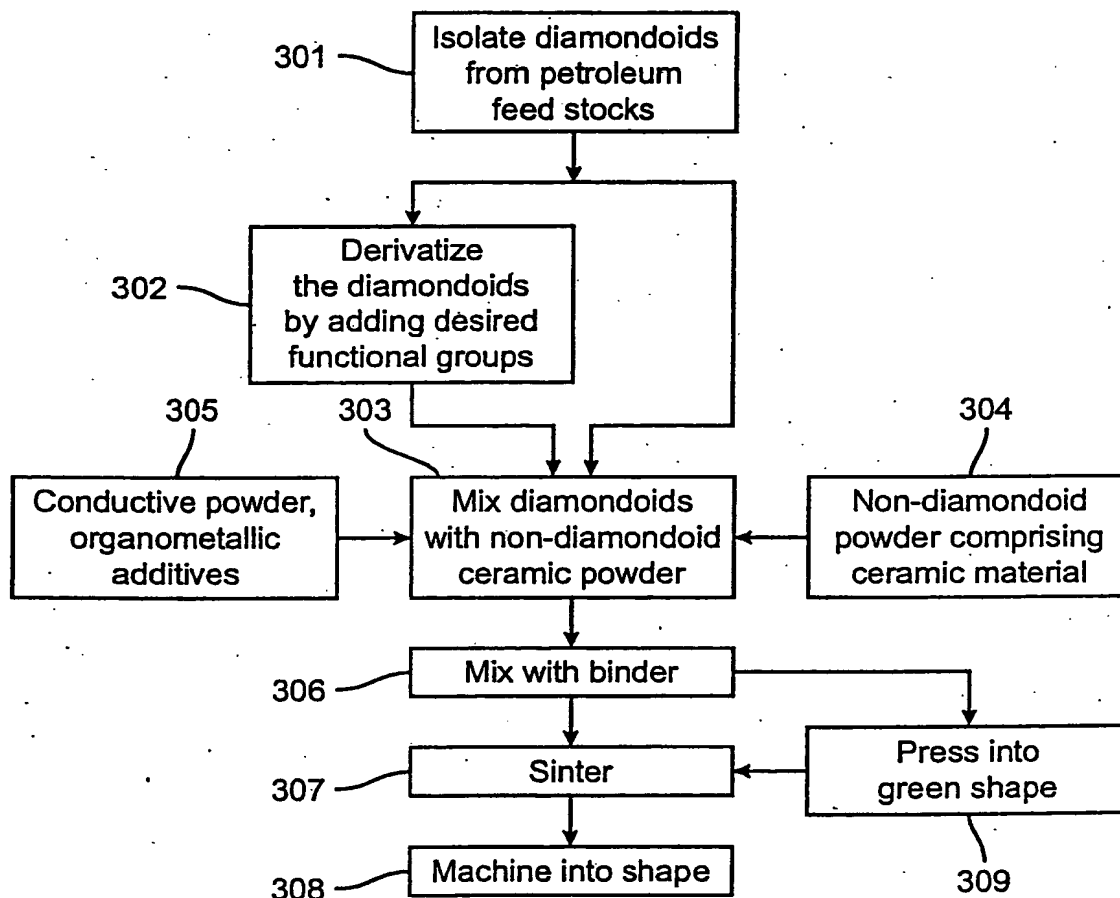 301
Isolate diamondoids
from petroleum
feed stocks
302
Derivatize
the diamondoids
by adding desired
functional groups
305
303
304
Conductive powder,
organometallic
additives
Mix diamondoids
with non-diamondoid
ceramic powder
Non-diamondoid
powder comprising
ceramic material
306
Mix with binder
307
Sinter
Press into
green shape
308
Machine into shape
309